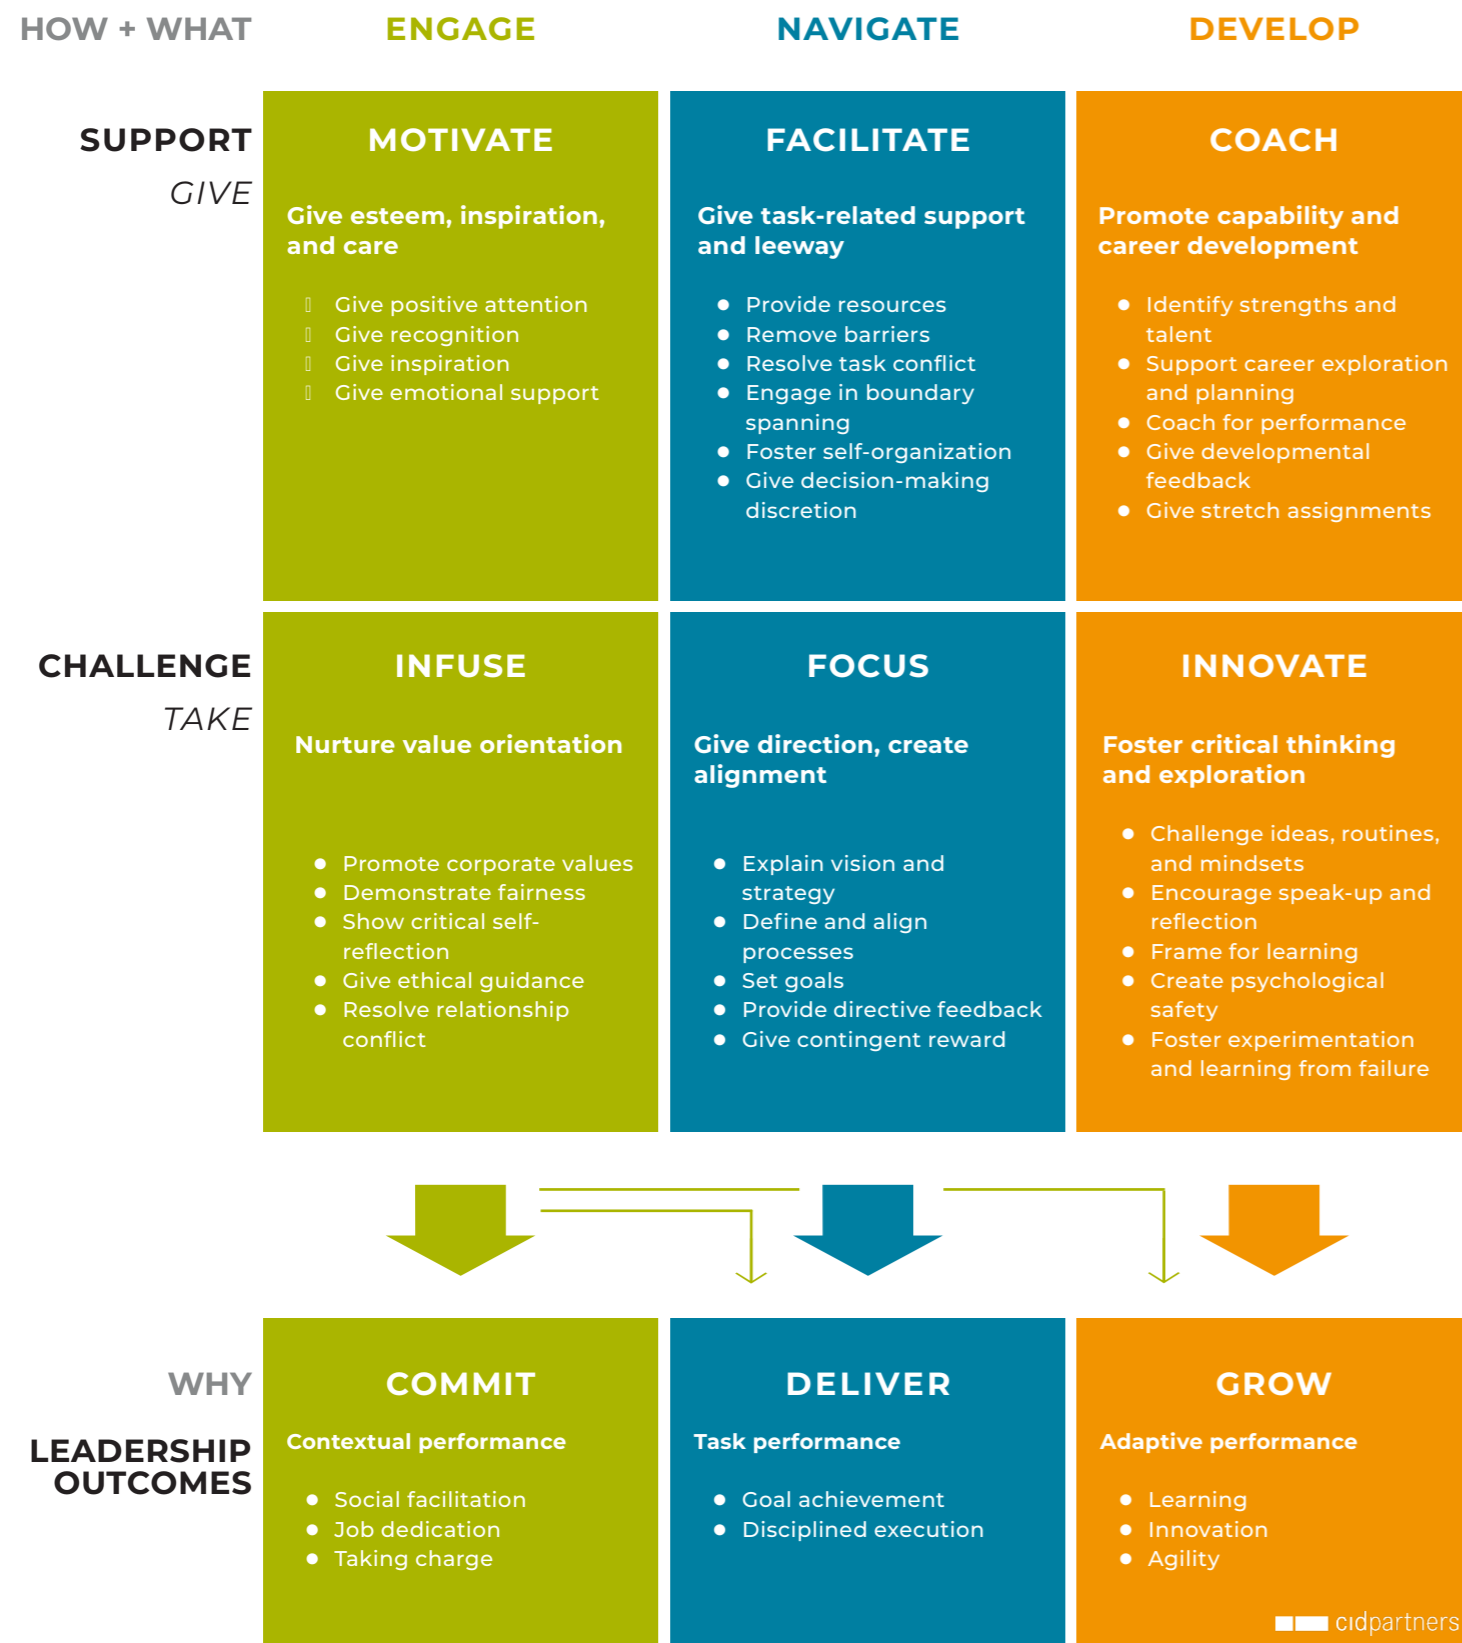 HOW + WHAT
ENGAGE
NAVIGATE
DEVELOP
SUPPORT
GIVE
MOTIVATE
Give esteem, inspiration,
and care
Give positive attention
Give recognition
Give inspiration
Give emotional support
FACILITATE
Give task-related support
and leeway
● Provide resources
● Remove barriers
● Resolve task conflict
● Engage in boundary
spanning
● Foster self-organization
● Give decision-making
discretion
COACH
Promote capability and
career development
● Identify strengths and
talent
● Support career exploration
and planning
● Coach for performance
● Give developmental
feedback
● Give stretch assignments
CHALLENGE
TAKE
INFUSE
Nurture value orientation
● Promote corporate values
● Demonstrate fairness
● Show critical self-
reflection
● Give ethical guidance
● Resolve relationship
conflict
FOCUS
Give direction, create
alignment
● Explain vision and
strategy
● Define and align
processes
● Set goals
● Provide directive feedback
● Give contingent reward
INNOVATE
Foster critical thinking
and exploration
● Challenge ideas, routines,
and mindsets
● Encourage speak-up and
reflection
● Frame for learning
● Create psychological
safety
● Foster experimentation
and learning from failure
WHY
LEADERSHIP
OUTCOMES
COMMIT
Contextual performance
● Social facilitation
● Job dedication
● Taking charge
DELIVER
Task performance
● Goal achievement
● Disciplined execution
GROW
Adaptive performance
● Learning
● Innovation
● Agility
cidpartners